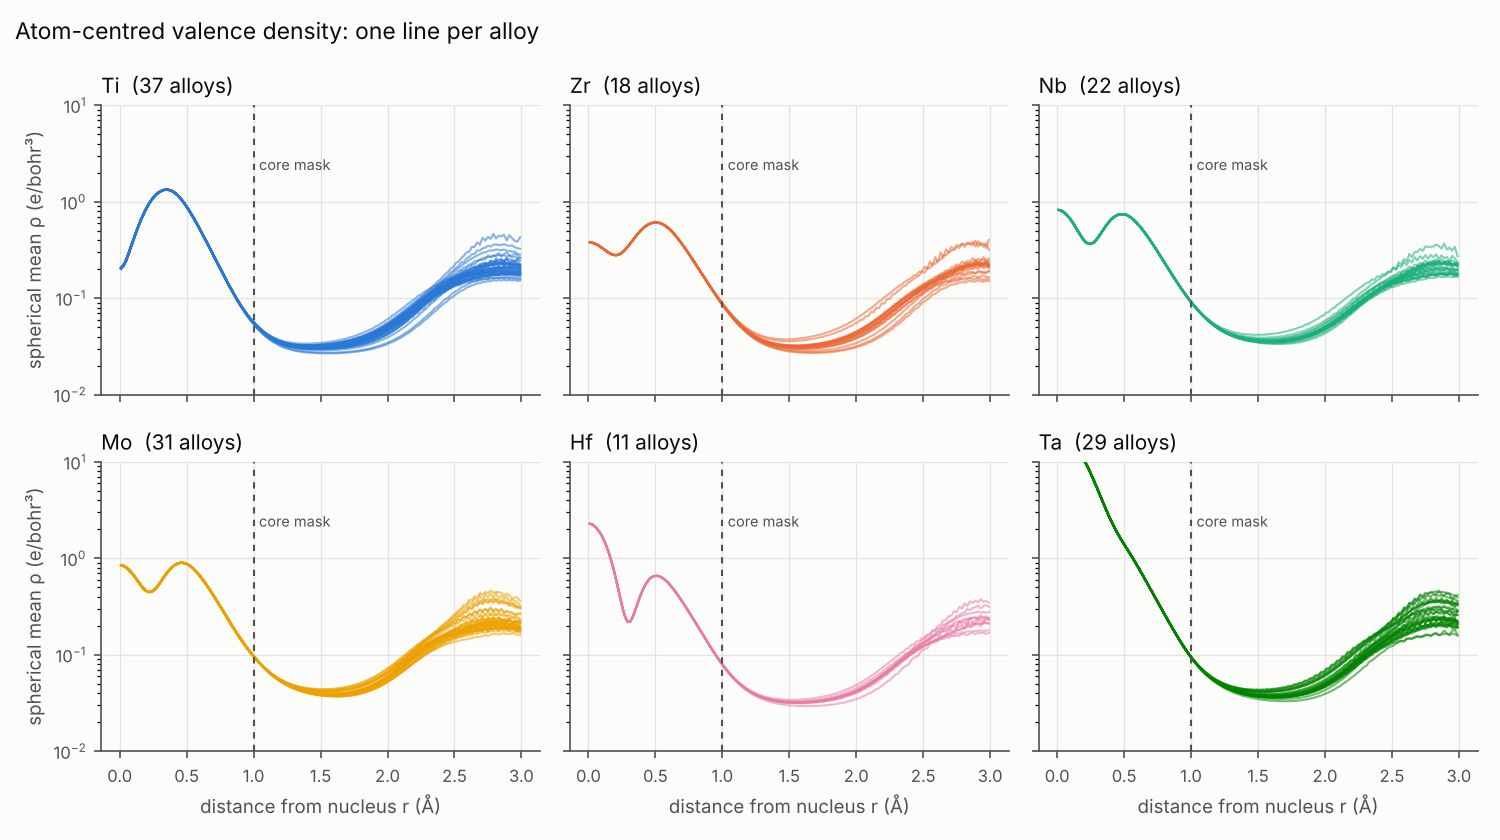 Atom-centred valence density: one line per alloy
Ti (37 alloys)
Zr (18 alloys)
Nb (22 alloys)
spherical mean ρ (e/bohr³)
10¹
10⁰
10⁻¹
10⁻²
core mask
core mask
core mask
Mo (31 alloys)
Hf (11 alloys)
Ta (29 alloys)
spherical mean ρ (e/bohr³)
10¹
10⁰
10⁻¹
10⁻²
core mask
core mask
core mask
0.0 0.5 1.0 1.5 2.0 2.5 3.0
0.0 0.5 1.0 1.5 2.0 2.5 3.0
0.0 0.5 1.0 1.5 2.0 2.5 3.0
distance from nucleus r (Å)
distance from nucleus r (Å)
distance from nucleus r (Å)